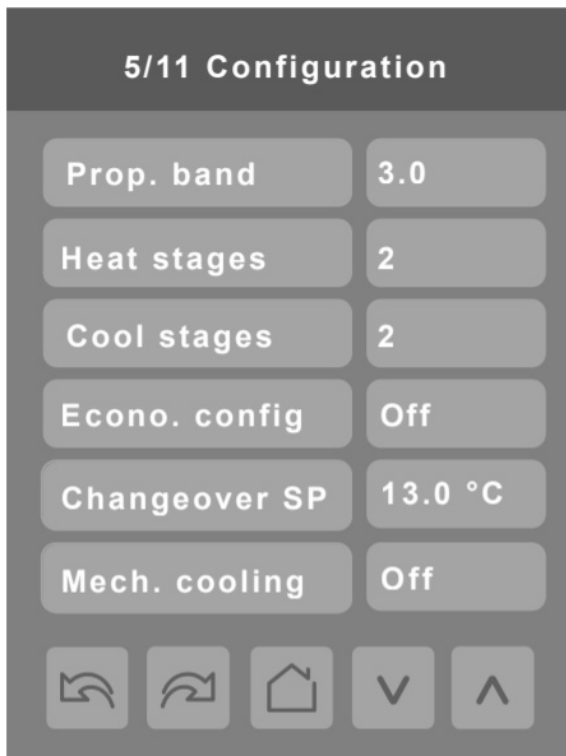 5/11 Configuration
Prop. band 3.0
Heat stages 2
Cool stages 2
Econo. config Off
Changeover SP 13.0 °C
Mech. cooling Off